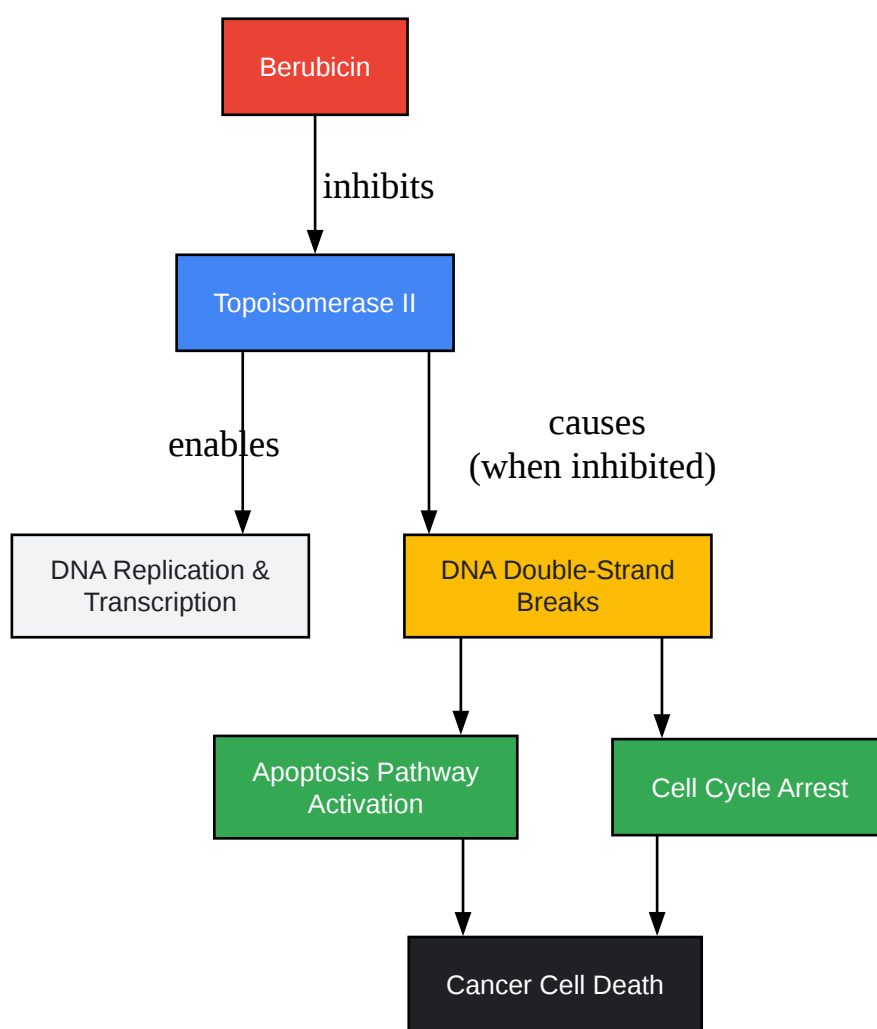 Berubicin
inhibits
Topoisomerase II
enables
causes
(when inhibited)
DNA Replication &
Transcription
DNA Double-Strand
Breaks
Apoptosis Pathway
Activation
Cell Cycle Arrest
Cancer Cell Death